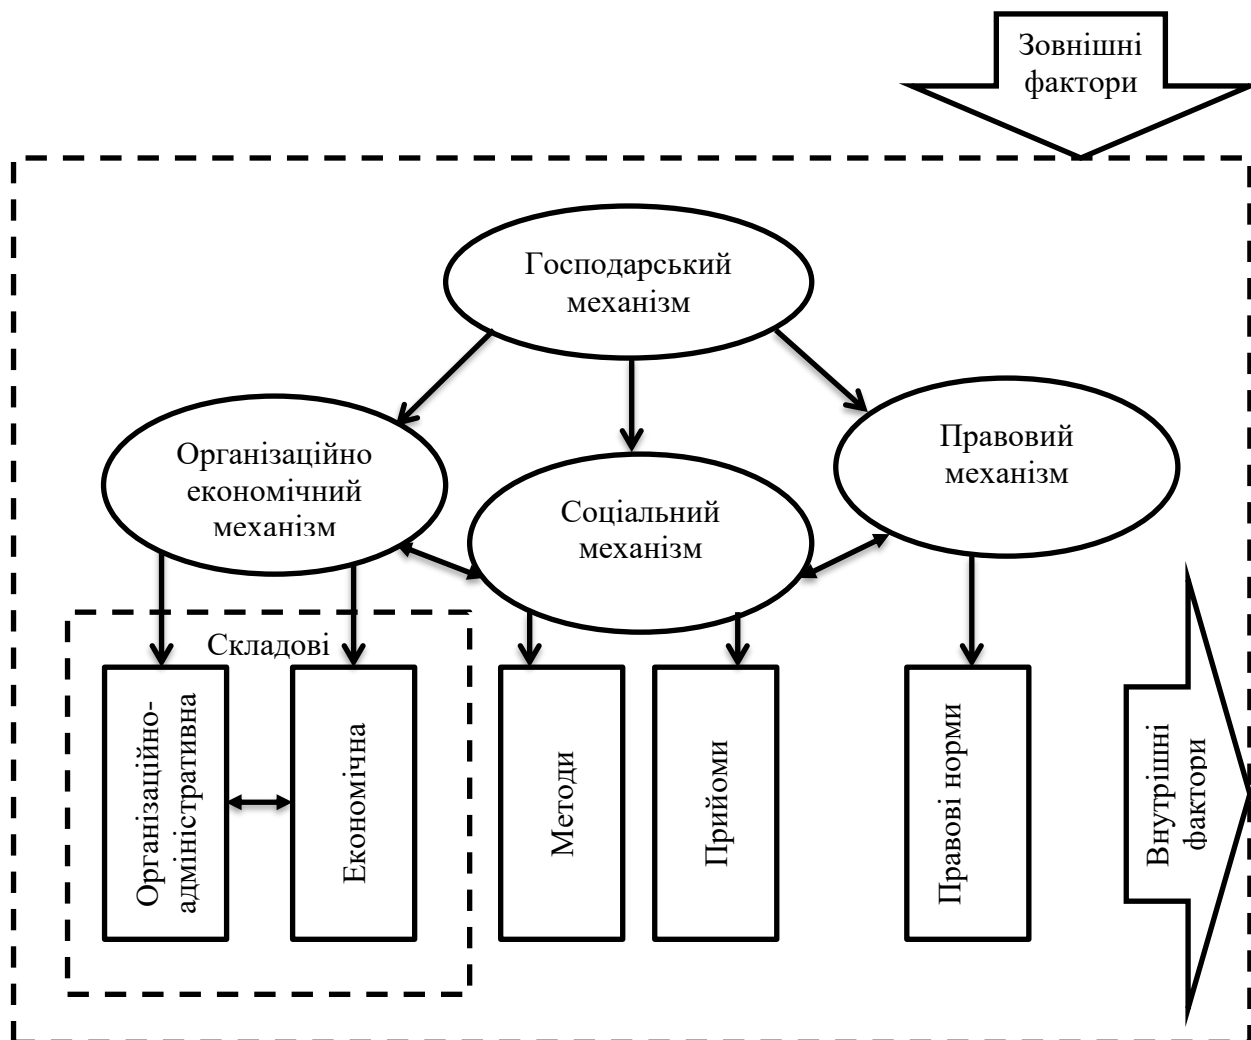 Зовнішні
фактори
Господарський
механізм
Організаційно
економічний
механізм
Соціальний
механізм
Правовий
механізм
Складові
Організаційно-
адміністративна
Економічна
Методи
Прийоми
Правові норми
Внутрішні
фактори